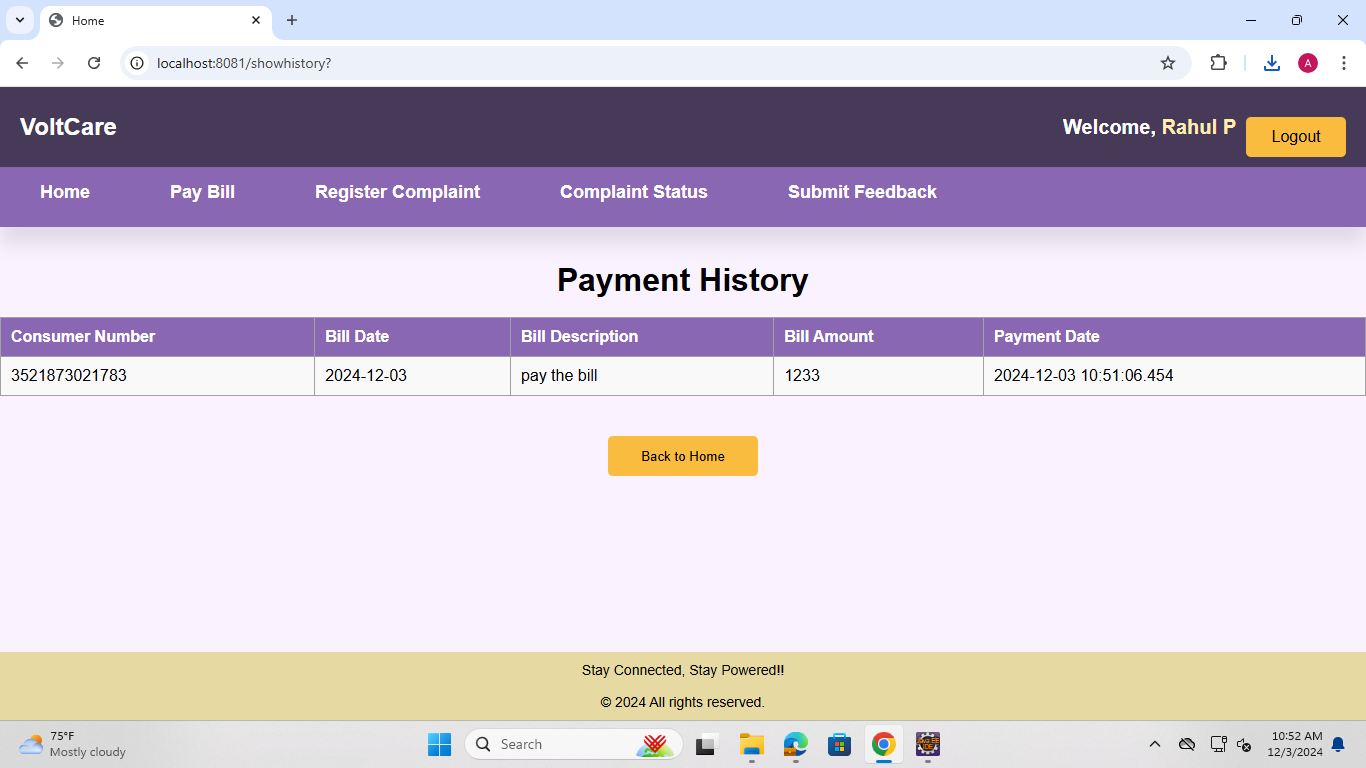 Home
localhost:8081/showhistory?
A
VoltCare
Welcome, Rahul P
Logout
Home Pay Bill Register Complaint Complaint Status Submit Feedback
Payment History
Consumer Number Bill Date Bill Description Bill Amount Payment Date
3521873021783 2024-12-03 pay the bill 1233 2024-12-03 10:51:06.454
Back to Home
Stay Connected, Stay Powered!!
© 2024 All rights reserved.
75°F
Mostly cloudy
Search
10:52 AM
12/3/2024